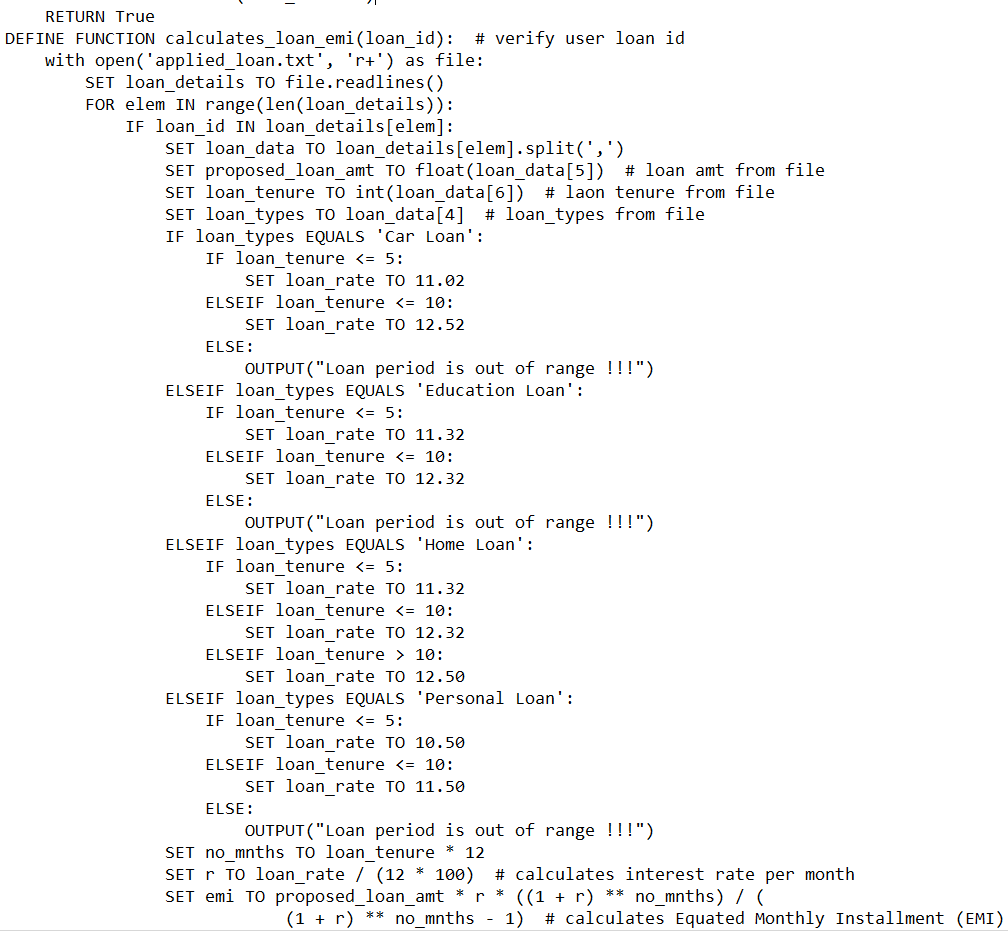 RETURN True
DEFINE FUNCTION calculates_loan_emi(loan_id):  # verify user loan id
    with open('applied_loan.txt', 'r+') as file:
        SET loan_details TO file.readlines()
        FOR elem IN range(len(loan_details)):
            IF loan_id IN loan_details[elem]:
                SET loan_data TO loan_details[elem].split(',')
                SET proposed_loan_amt TO float(loan_data[5])  # loan amt from file
                SET loan_tenure TO int(loan_data[6])  # laon tenure from file
                SET loan_types TO loan_data[4]  # loan_types from file
                IF loan_types EQUALS 'Car Loan':
                    IF loan_tenure <= 5:
                        SET loan_rate TO 11.02
                    ELSEIF loan_tenure <= 10:
                        SET loan_rate TO 12.52
                    ELSE:
                        OUTPUT("Loan period is out of range !!!")
                ELSEIF loan_types EQUALS 'Education Loan':
                    IF loan_tenure <= 5:
                        SET loan_rate TO 11.32
                    ELSEIF loan_tenure <= 10:
                        SET loan_rate TO 12.32
                    ELSE:
                        OUTPUT("Loan period is out of range !!!")
                ELSEIF loan_types EQUALS 'Home Loan':
                    IF loan_tenure <= 5:
                        SET loan_rate TO 11.32
                    ELSEIF loan_tenure <= 10:
                        SET loan_rate TO 12.32
                    ELSEIF loan_tenure > 10:
                        SET loan_rate TO 12.50
                ELSEIF loan_types EQUALS 'Personal Loan':
                    IF loan_tenure <= 5:
                        SET loan_rate TO 10.50
                    ELSEIF loan_tenure <= 10:
                        SET loan_rate TO 11.50
                    ELSE:
                        OUTPUT("Loan period is out of range !!!")
                SET no_mnths TO loan_tenure * 12
                SET r TO loan_rate / (12 * 100)  # calculates interest rate per month
                SET emi TO proposed_loan_amt * r * ((1 + r) ** no_mnths) / (
                            (1 + r) ** no_mnths - 1)  # calculates Equated Monthly Installment (EMI)